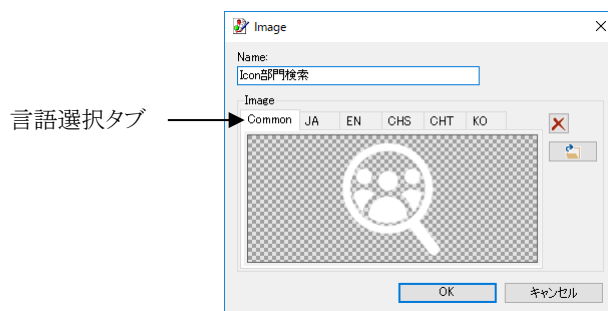 Image
Name:
Icon部門検索
Image
言語選択タブ
Common JA EN CHS CHT KO
OK キャンセル